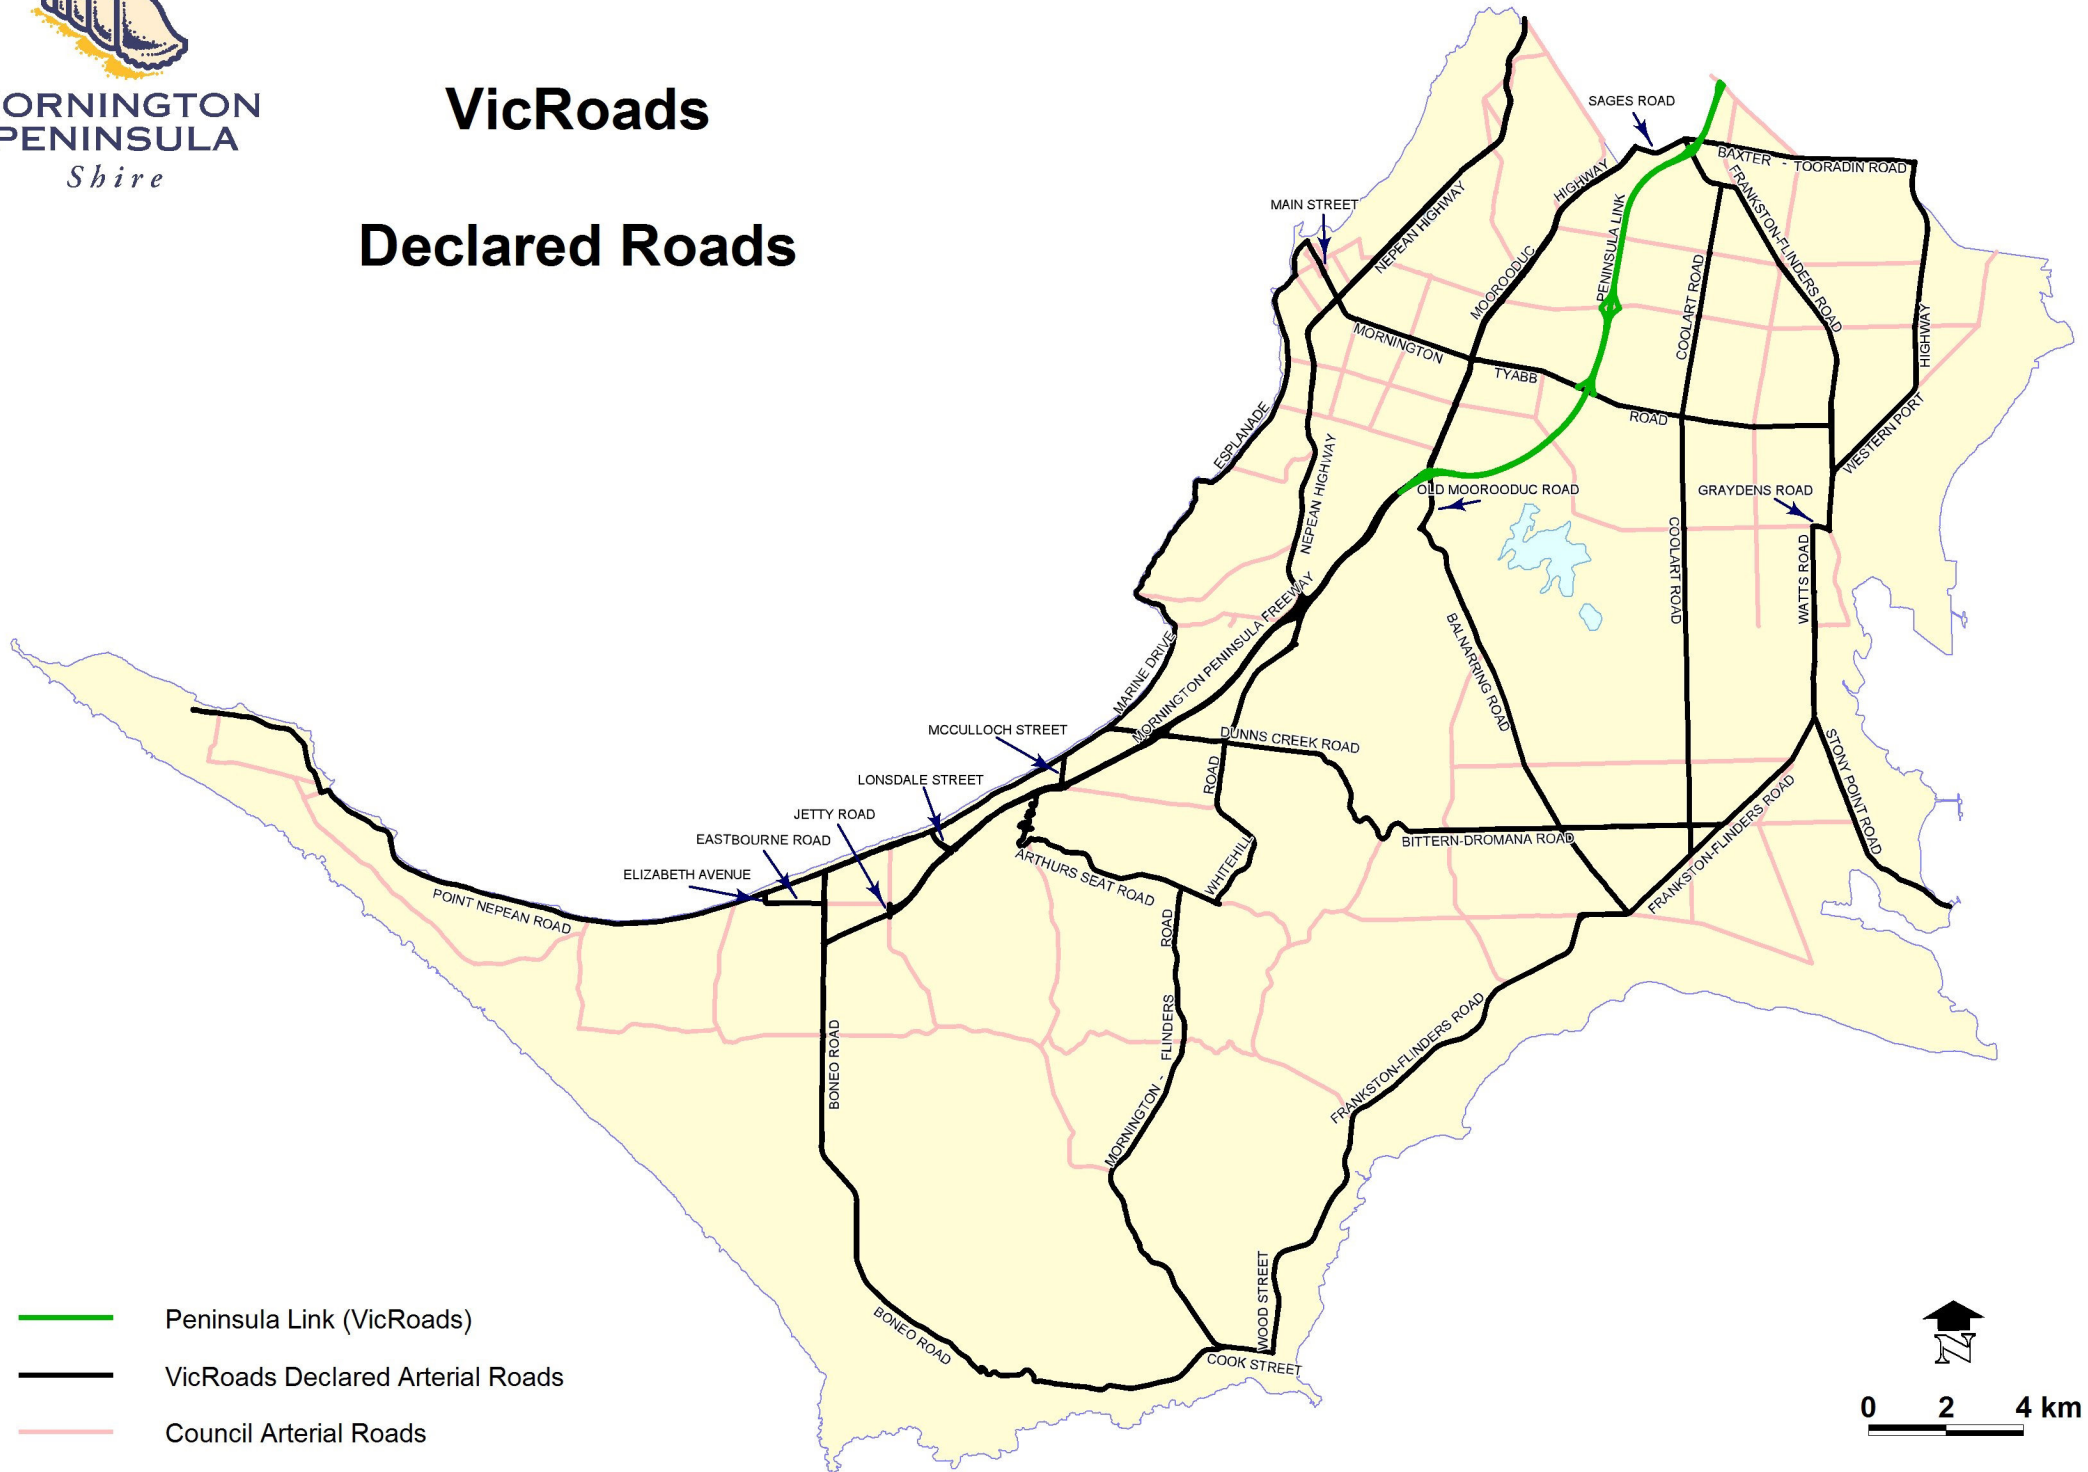 ORNINGTON
PENINSULA
Shire
VicRoads
Declared Roads
SAGES ROAD
BAXTER - TOORADIN ROAD
HIGHWAY
FRANKSTON-FLINDERS ROAD
MAIN STREET
NEPEAN HIGHWAY
PENINSULA LINK
MOOROODUC
COOLART ROAD
HIGHWAY
MORNINGTON
TYABB
ROAD
WESTERN PORT
ESPLANADE
NEPEAN HIGHWAY
OLD MOOROODUC ROAD
GRAYDENS ROAD
COOLART ROAD
WATTS ROAD
MORNINGTON PENINSULA FREEWAY
BALNARRING ROAD
MARINE DRIVE
MCCULLOCH STREET
DUNNS CREEK ROAD
STONY POINT ROAD
LONSDALE STREET
ROAD
JETTY ROAD
EASTBOURNE ROAD
BITTERN-DROMANA ROAD
FRANKSTON-FLINDERS ROAD
ELIZABETH AVENUE
ARTHURS SEAT ROAD
WHITEHILL
POINT NEPEAN ROAD
ROAD
FLINDERS
MORNINGTON -
BONEO ROAD
FRANKSTON-FLINDERS ROAD
WOOD STREET
BONEO ROAD
COOK STREET
Peninsula Link (VicRoads)
VicRoads Declared Arterial Roads
Council Arterial Roads
N
0 2 4 km